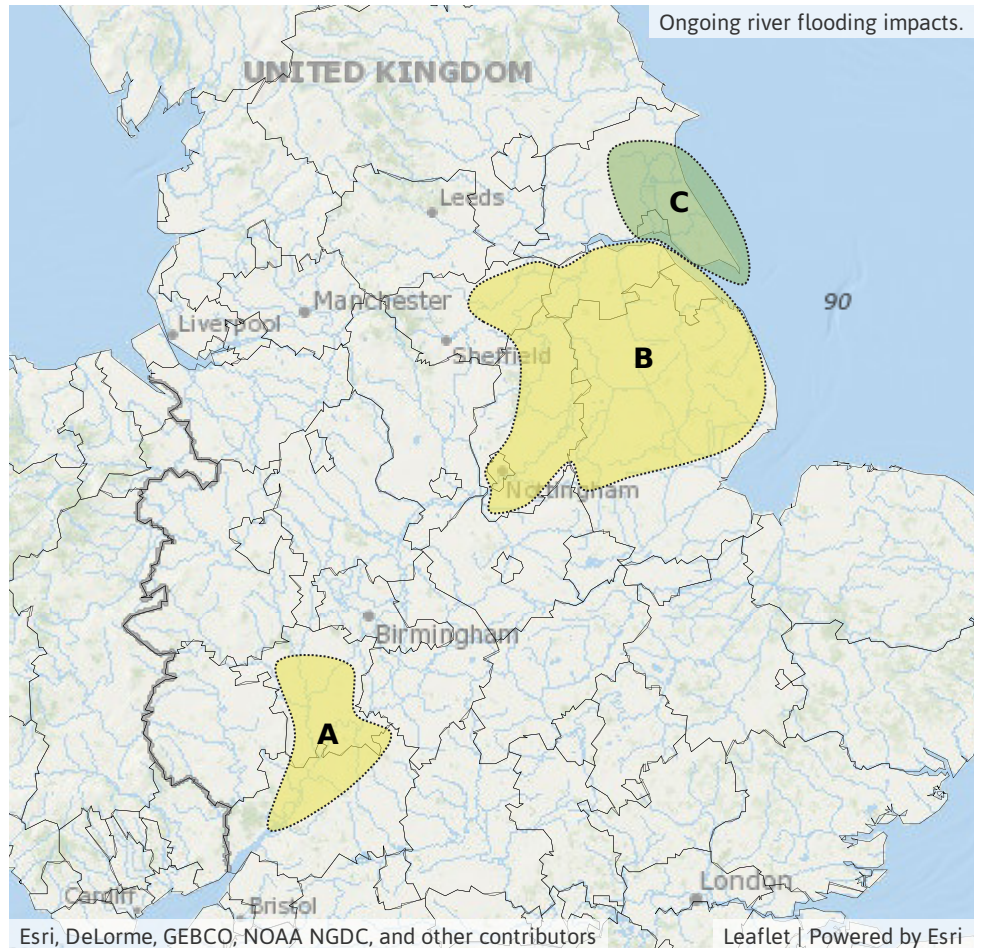 Ongoing river flooding impacts.
UNITED KINGDOM
C
Leeds
90
Manchester
Liverpool
Sheffield
B
Nottingham
Birmingham
A
London
Cardiff
Bristol
Esri, DeLorme, GEBCO, NOAA NGDC, and other contributors
Leaflet | Powered by Esri